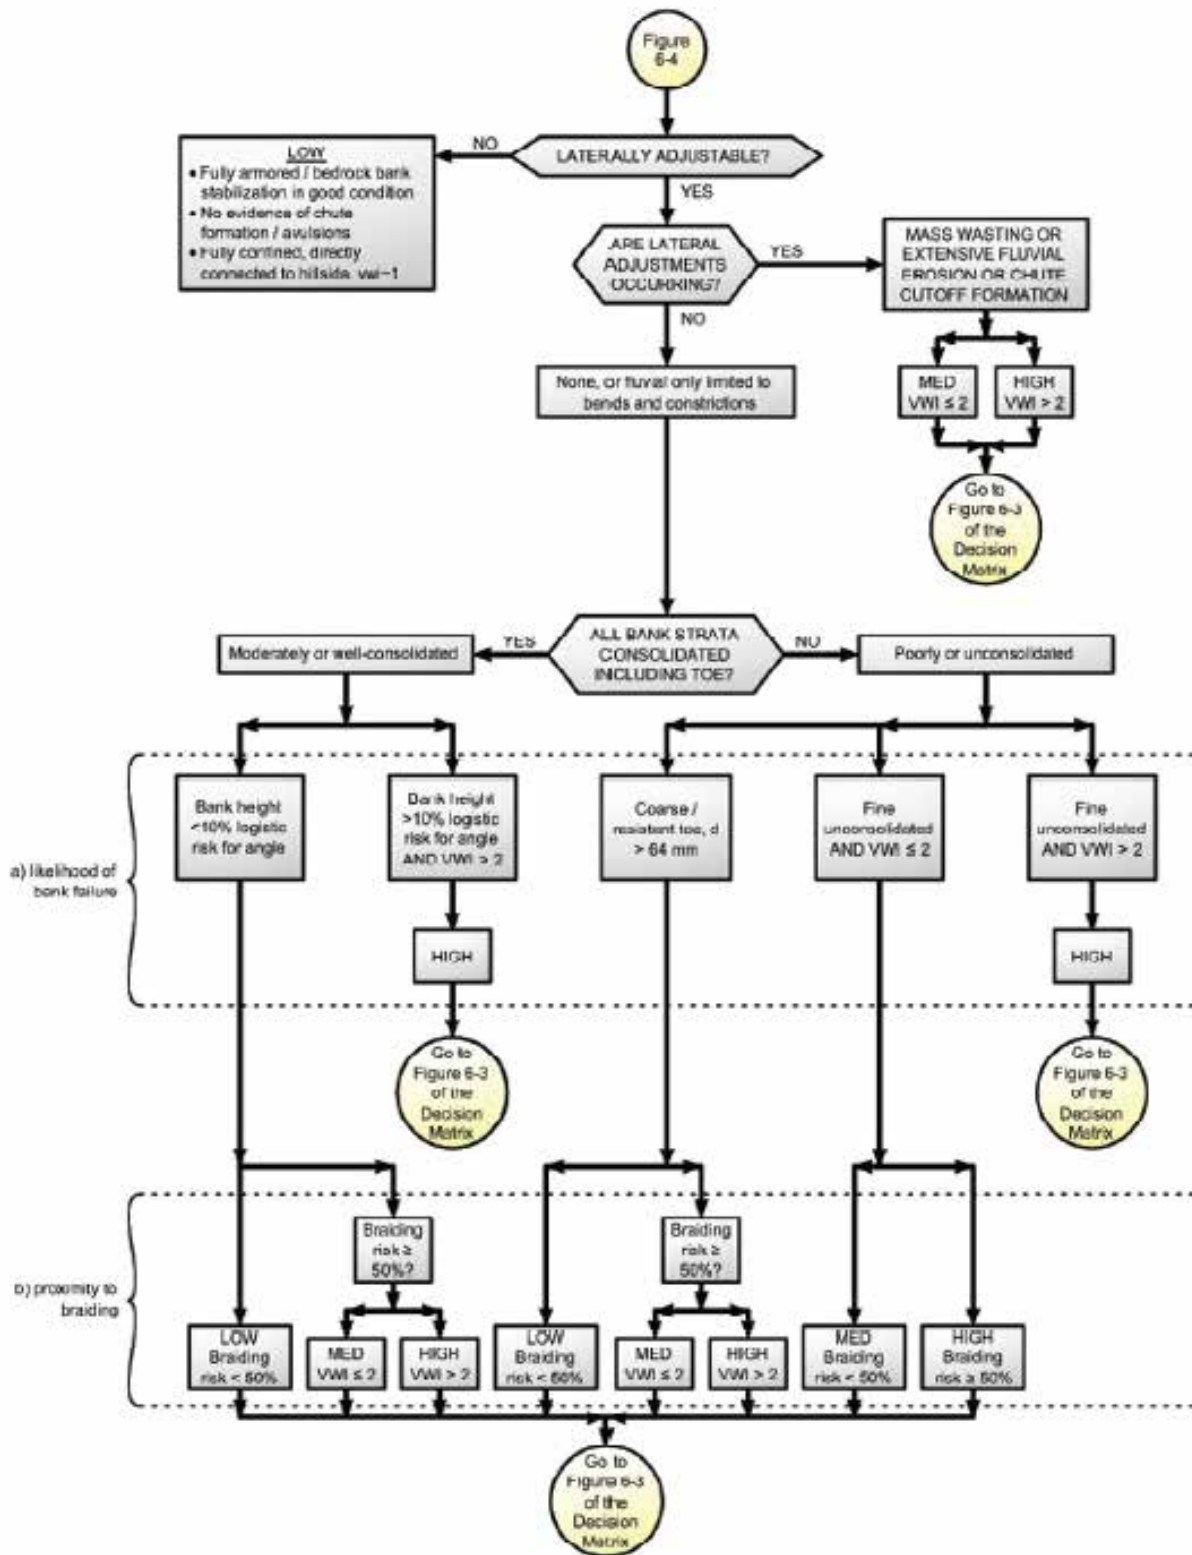 Figure
6-4
LATERALLY ADJUSTABLE?
NO
LOW
• Fully armored / bedrock bank
stabilization in good condition
• No evidence of chute
formation / avulsions
• Fully confined, directly
connected to hillside, vwi~1
YES
ARE LATERAL
ADJUSTMENTS
OCCURRING?
YES
MASS WASTING OR
EXTENSIVE FLUVIAL
EROSION OR CHUTE
CUTOFF FORMATION
NO
MED
VWI ≤ 2
HIGH
VWI > 2
None, or fluvial only limited to
bends and constrictions
Go to
Figure 6-3
of the
Decision
Matrix
ALL BANK STRATA
CONSOLIDATED
INCLUDING TOE?
YES
NO
Moderately or well-consolidated
Poorly or unconsolidated
a) likelihood of
bank failure
Bank height
<10% logistic
risk for angle
Bank height
>10% logistic
risk for angle
AND VWI > 2
Coarse /
resistant toe, d
> 64 mm
Fine
unconsolidated
AND VWI ≤ 2
Fine
unconsolidated
AND VWI > 2
HIGH
HIGH
Go to
Figure 6-3
of the
Decision
Matrix
Go to
Figure 6-3
of the
Decision
Matrix
b) proximity to
braiding
Braiding
risk ≥
50%?
Braiding
risk ≥
50%?
LOW
Braiding
risk < 50%
MED
VWI ≤ 2
HIGH
VWI > 2
LOW
Braiding
risk < 50%
MED
VWI ≤ 2
HIGH
VWI > 2
MED
Braiding
risk < 50%
HIGH
Braiding
risk ≥ 50%
Go to
Figure 6-3
of the
Decision
Matrix